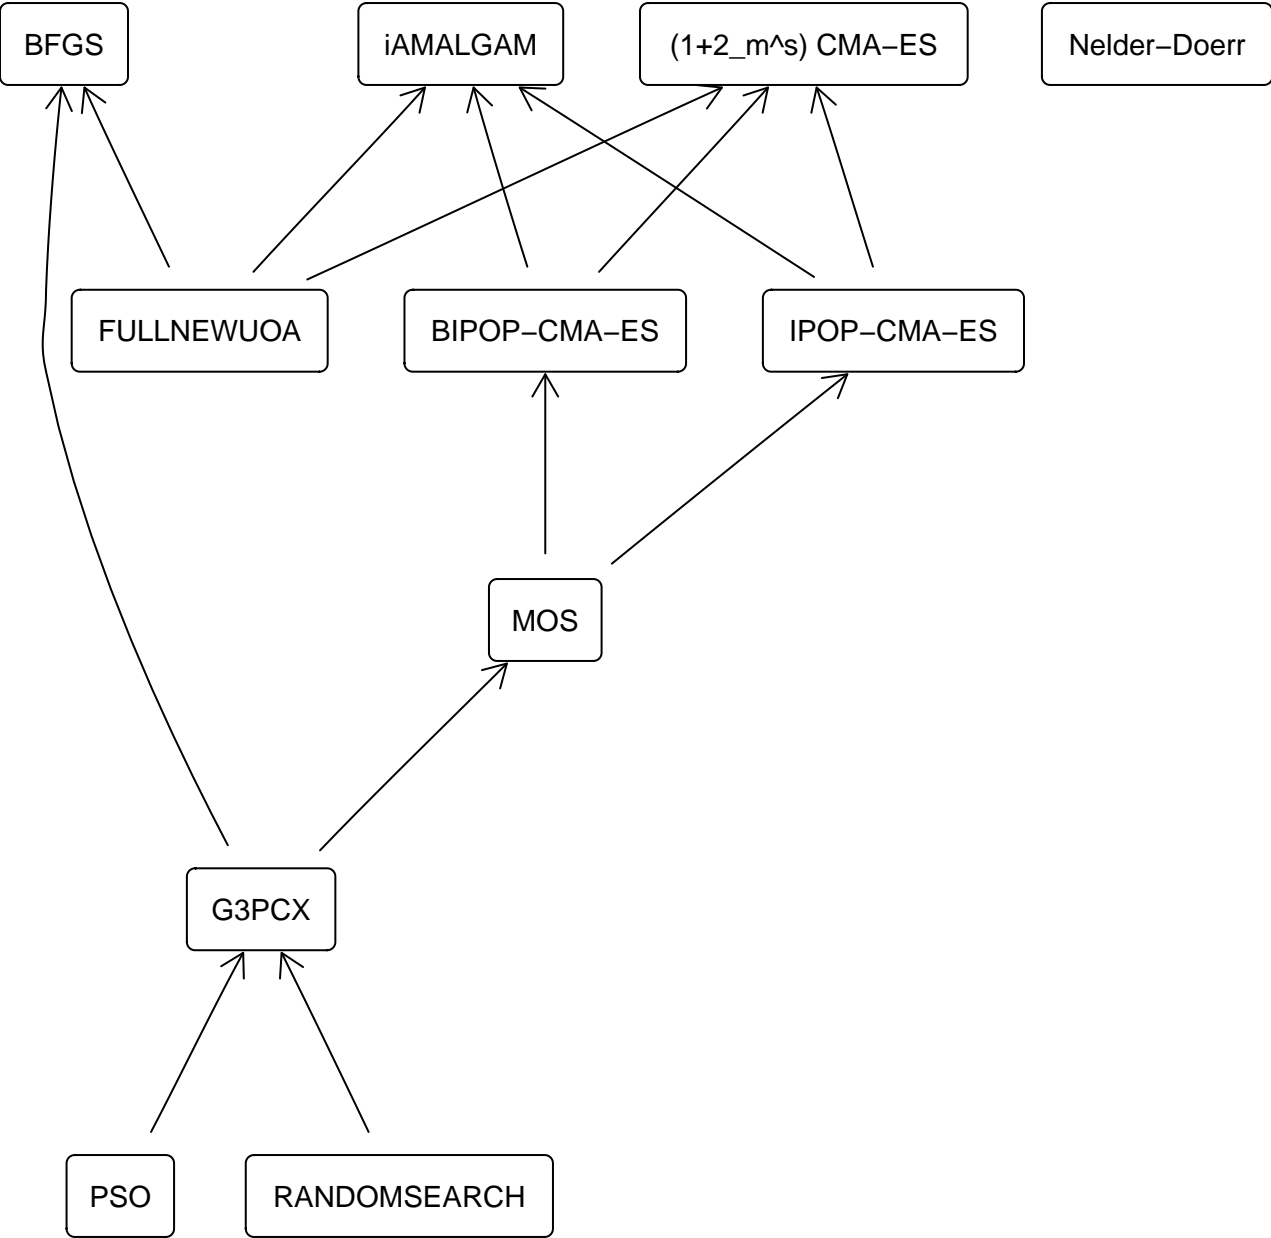 BFGS
iAMALGAM
(1+2_m^s) CMA−ES
Nelder−Doerr
FULLNEWUOA
BIPOP−CMA−ES
IPOP−CMA−ES
MOS
G3PCX
PSO
RANDOMSEARCH